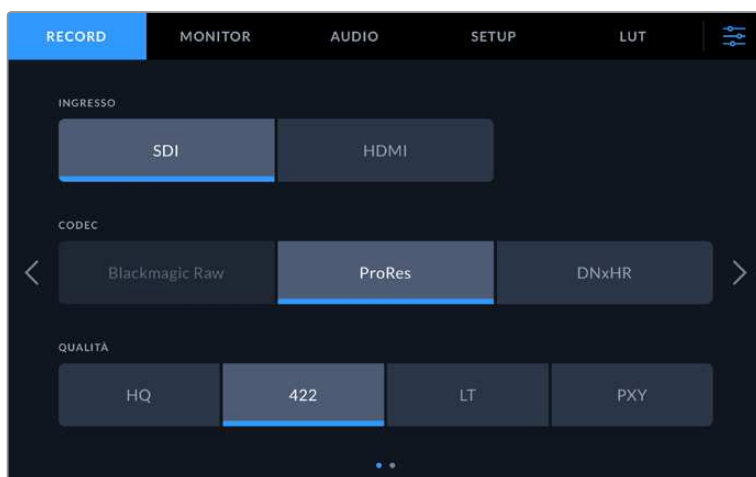 RECORD MONITOR AUDIO SETUP LUT
INGRESSO
SDI HDMI
CODEC
Blackmagic Raw ProRes DNxHR
QUALITÀ
HQ 422 LT PXY